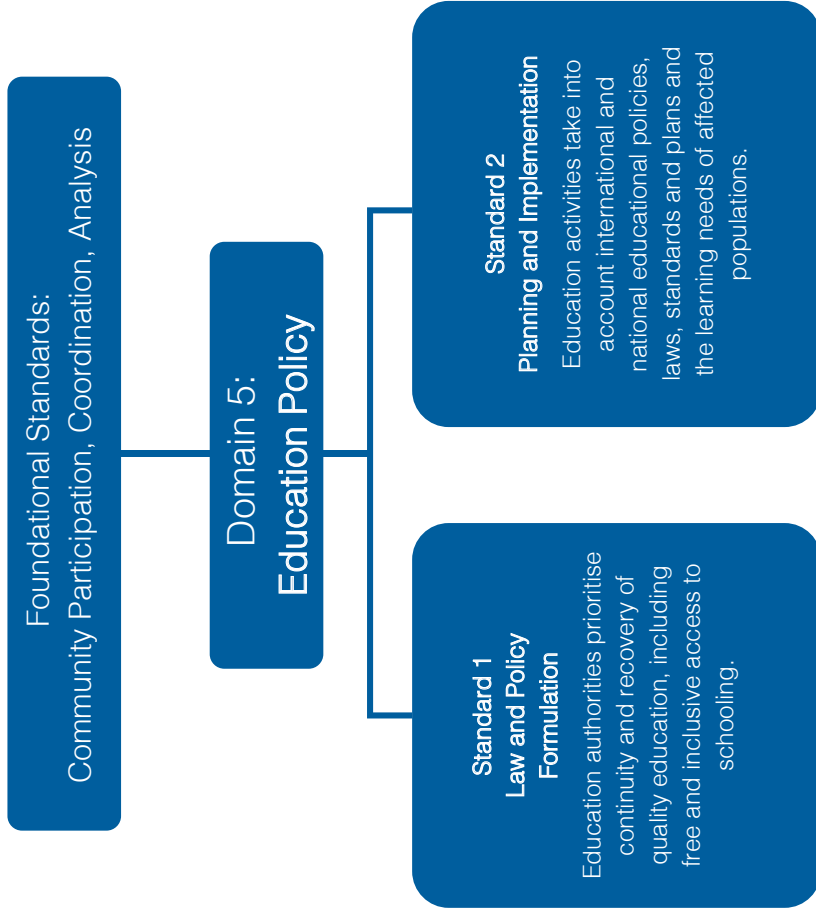 Foundational Standards:
Community Participation, Coordination, Analysis
Domain 5:
Education Policy
Standard 1
Law and Policy
Formulation
Education authorities prioritise
continuity and recovery of
quality education, including
free and inclusive access to
schooling.
Standard 2
Planning and Implementation
Education activities take into
account international and
national educational policies,
laws, standards and plans and
the learning needs of affected
populations.